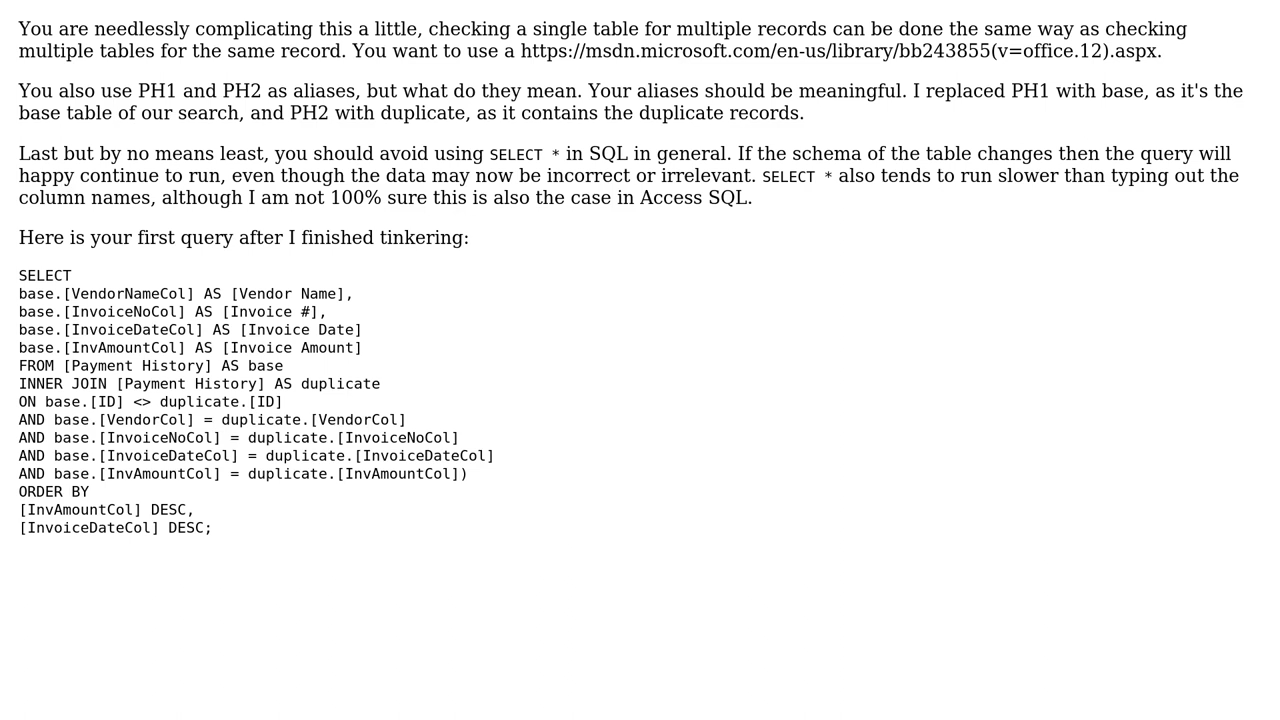 You are needlessly complicating this a little, checking a single table for multiple records can be done the same way as checking
multiple tables for the same record. You want to use a https://msdn.microsoft.com/en-us/library/bb243855(v=office.12).aspx.
You also use PH1 and PH2 as aliases, but what do they mean. Your aliases should be meaningful. I replaced PH1 with base, as it's the
base table of our search, and PH2 with duplicate, as it contains the duplicate records.
Last but by no means least, you should avoid using SELECT * in SQL in general. If the schema of the table changes then the query will
happy continue to run, even though the data may now be incorrect or irrelevant. SELECT * also tends to run slower than typing out the
column names, although I am not 100% sure this is also the case in Access SQL.
Here is your first query after I finished tinkering:
SELECT
base.[VendorNameCol] AS [Vendor Name],
base.[InvoiceNoCol] AS [Invoice #],
base.[InvoiceDateCol] AS [Invoice Date]
base.[InvAmountCol] AS [Invoice Amount]
FROM [Payment History] AS base
INNER JOIN [Payment History] AS duplicate
ON base.[ID] <> duplicate.[ID]
AND base.[VendorCol] = duplicate.[VendorCol]
AND base.[InvoiceNoCol] = duplicate.[InvoiceNoCol]
AND base.[InvoiceDateCol] = duplicate.[InvoiceDateCol]
AND base.[InvAmountCol] = duplicate.[InvAmountCol])
ORDER BY
[InvAmountCol] DESC,
[InvoiceDateCol] DESC;